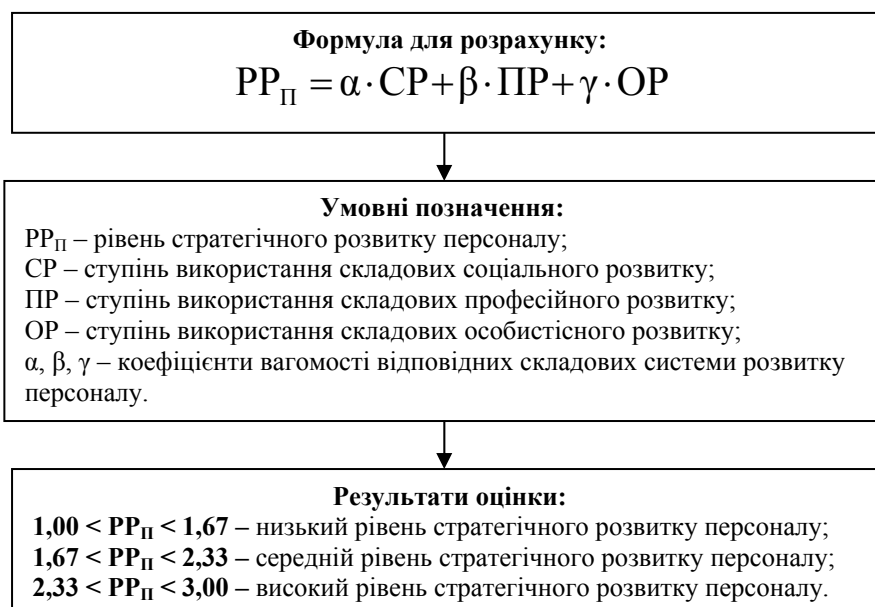 Формула для розрахунку:
РР_П = α · СР + β · ПР + γ · ОР
Умовні позначення:
РР_П – рівень стратегічного розвитку персоналу;
СР – ступінь використання складових соціального розвитку;
ПР – ступінь використання складових професійного розвитку;
ОР – ступінь використання складових особистісного розвитку;
α, β, γ – коефіцієнти вагомості відповідних складових системи розвитку
персоналу.
Результати оцінки:
1,00 < РР_П < 1,67 – низький рівень стратегічного розвитку персоналу;
1,67 < РР_П < 2,33 – середній рівень стратегічного розвитку персоналу;
2,33 < РР_П < 3,00 – високий рівень стратегічного розвитку персоналу.